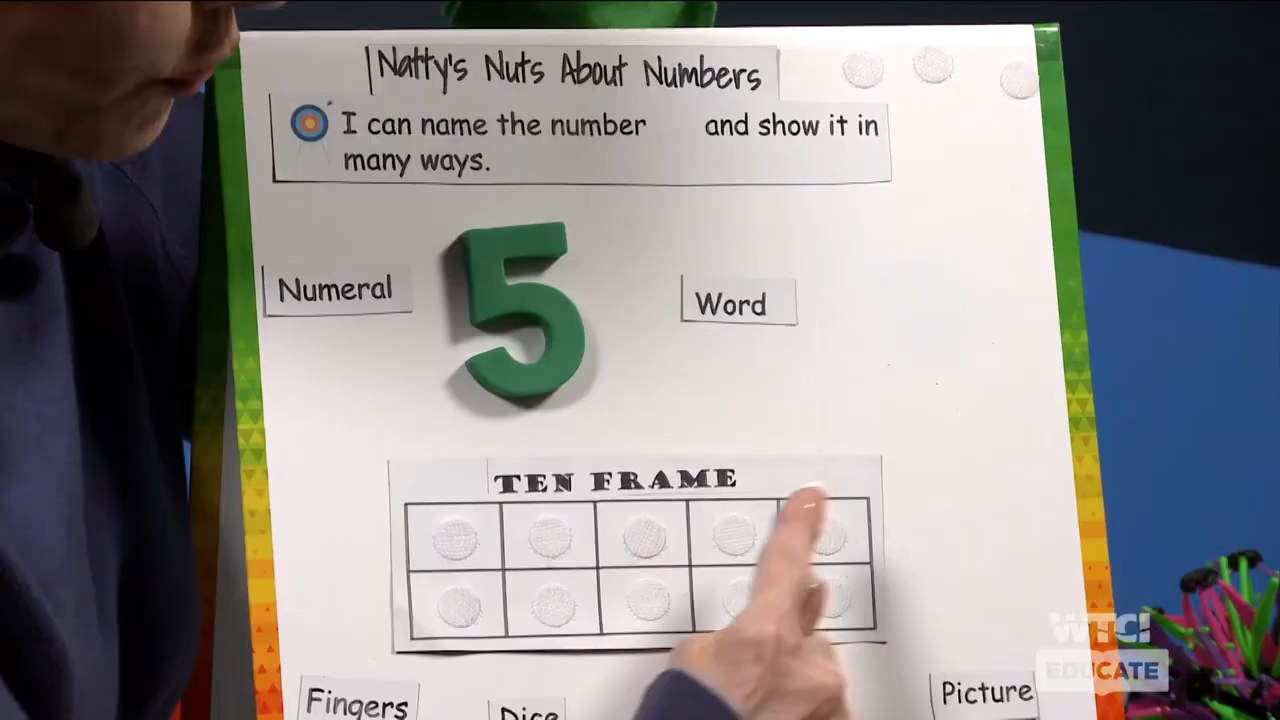 Natty's Nuts About Numbers
I can name the number and show it in
many ways.
Numeral
5
Word
TEN FRAME
Fingers
Dice
Picture
WTCI
EDUCATE